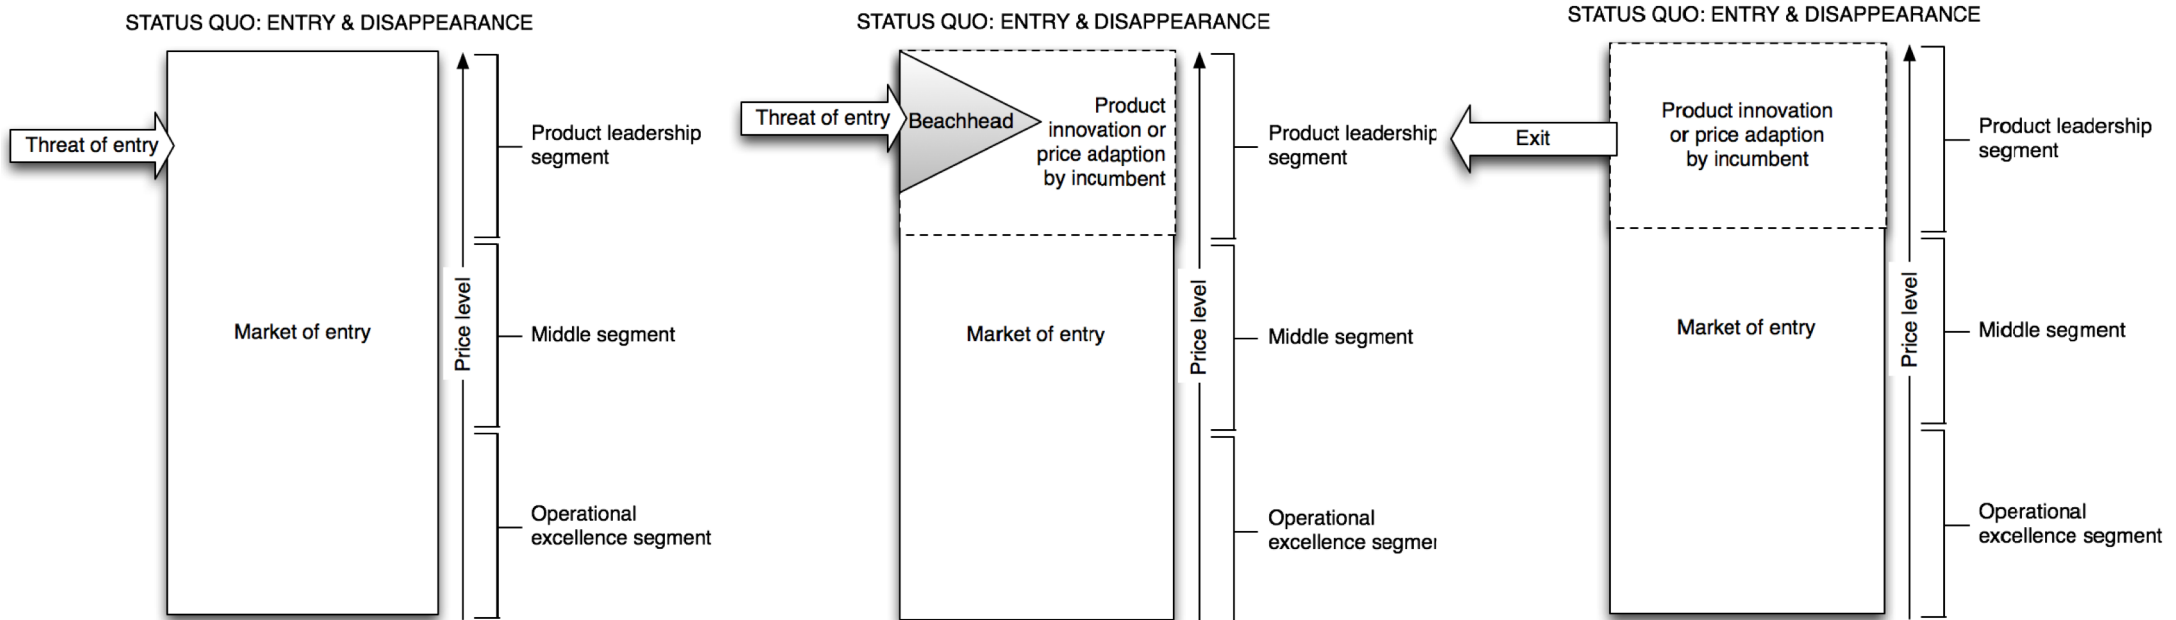 STATUS QUO: ENTRY & DISAPPEARANCE
Threat of entry
Market of entry
Price level
Product leadership
segment
Middle segment
Operational
excellence segment
STATUS QUO: ENTRY & DISAPPEARANCE
Threat of entry
Beachhead
Product
innovation or
price adaption
by incumbent
Market of entry
Price level
Product leadership
segment
Middle segment
Operational
excellence segmer
STATUS QUO: ENTRY & DISAPPEARANCE
Exit
Product innovation
or price adaption
by incumbent
Market of entry
Price level
Product leadership
segment
Middle segment
Operational
excellence segment